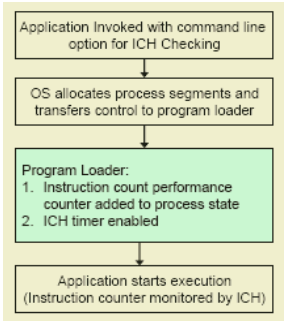 Application Invoked with command line
option for ICH Checking
OS allocates process segments and
transfers control to program loader
Program Loader:
1. Instruction count performance
counter added to process state
2. ICH timer enabled
Application starts execution
(Instruction counter monitored by ICH)